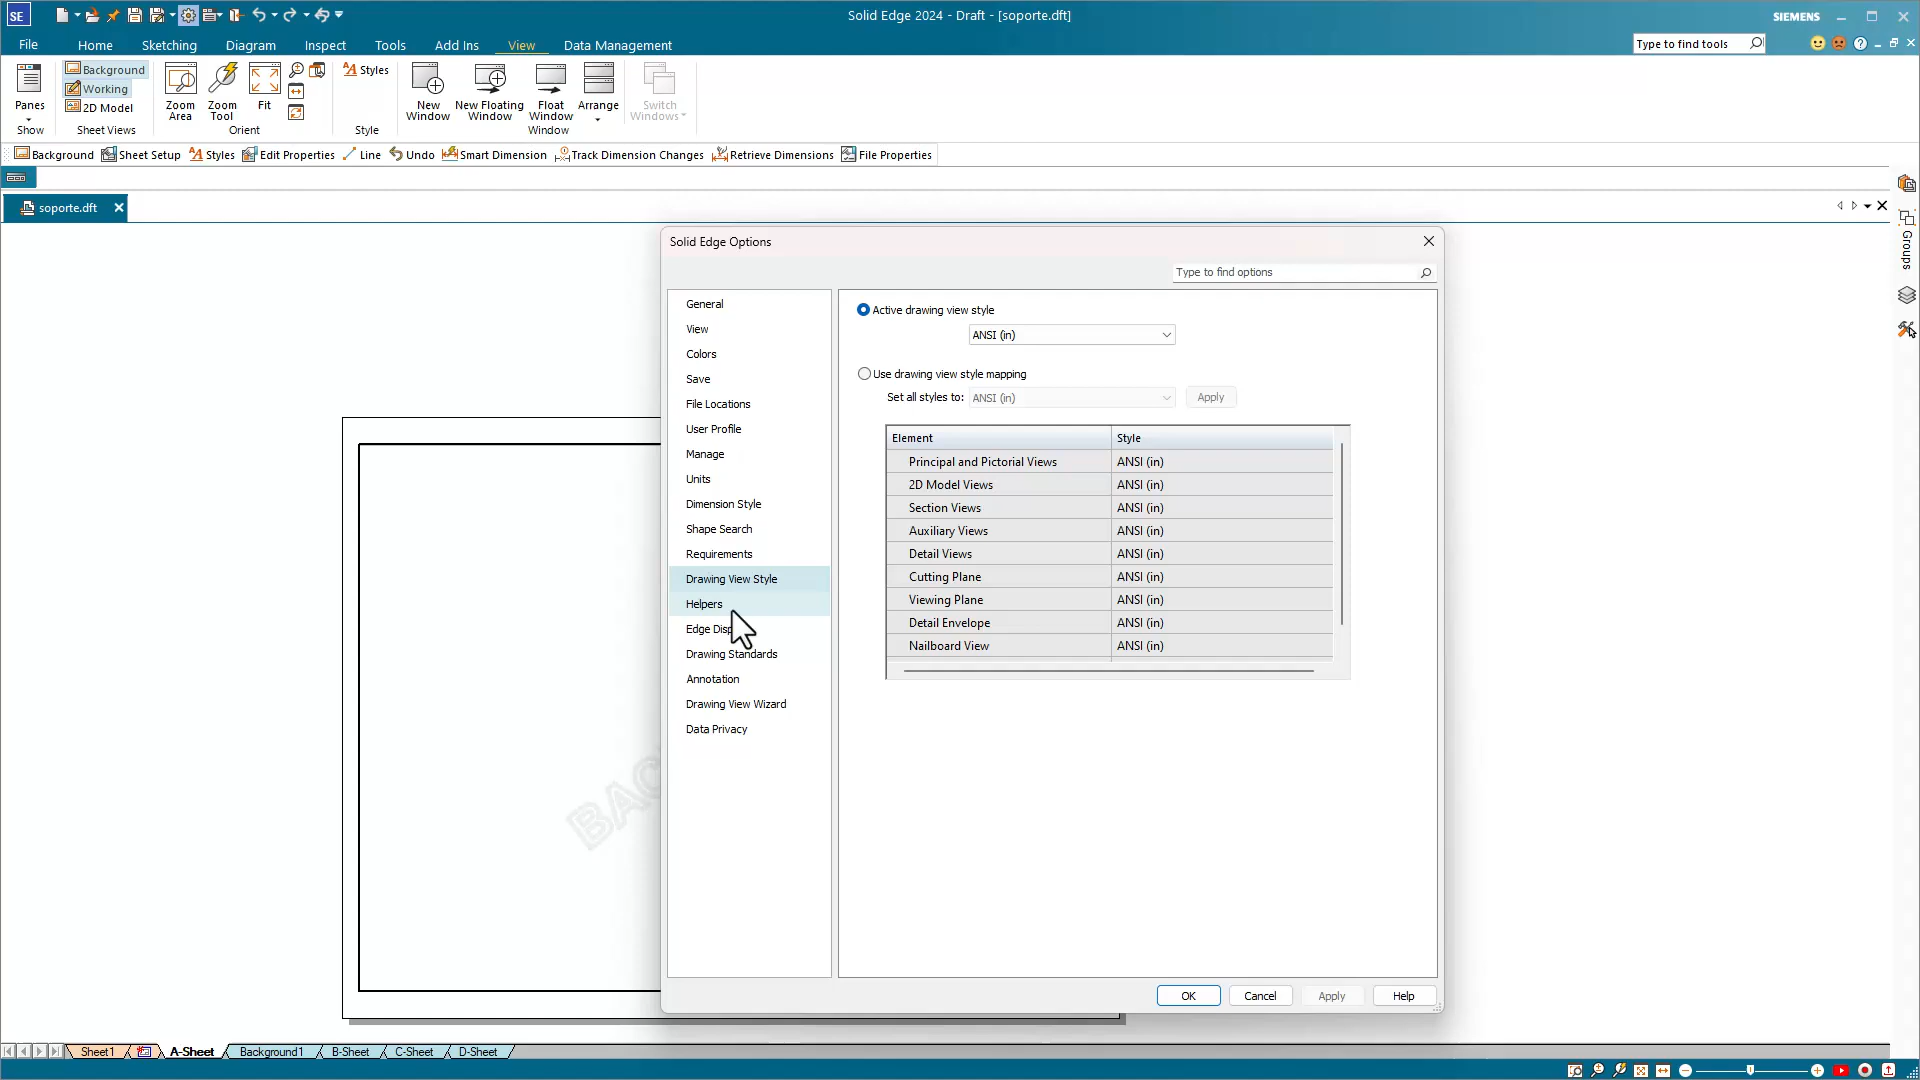 SE
Solid Edge 2024 - Draft - [soporte.dft]
SIEMENS
File Home Sketching Diagram Inspect Tools Add Ins View Data Management
Type to find tools
Panes
Show
Background
Working
2D Model
Sheet Views
Zoom Area
Zoom Tool
Fit
Orient
Styles
Style
New Window
New Floating Window
Float Window
Arrange
Switch Windows
Window
Background Sheet Setup Styles Edit Properties Line Undo Smart Dimension Track Dimension Changes Retrieve Dimensions File Properties
soporte.dft
Groups
Solid Edge Options
Type to find options
General
View
Colors
Save
File Locations
User Profile
Manage
Units
Dimension Style
Shape Search
Requirements
Drawing View Style
Helpers
Edge Disp
Drawing Standards
Annotation
Drawing View Wizard
Data Privacy
Active drawing view style
ANSI (in)
Use drawing view style mapping
Set all styles to: ANSI (in) Apply
Element Style
Principal and Pictorial Views ANSI (in)
2D Model Views ANSI (in)
Section Views ANSI (in)
Auxiliary Views ANSI (in)
Detail Views ANSI (in)
Cutting Plane ANSI (in)
Viewing Plane ANSI (in)
Detail Envelope ANSI (in)
Nailboard View ANSI (in)
BAC
OK Cancel Apply Help
Sheet1 A-Sheet Background1 B-Sheet C-Sheet D-Sheet